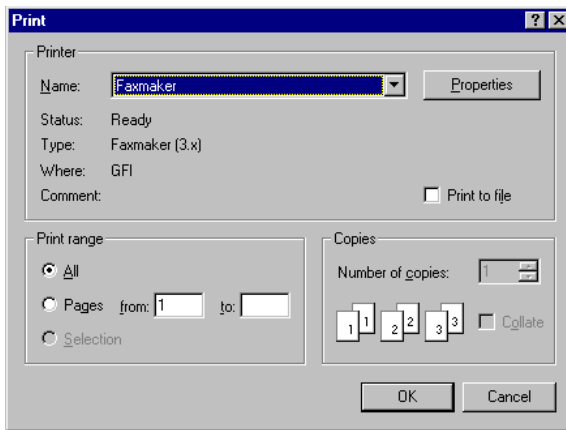 Print
Printer
Name: Faxmaker Properties
Status: Ready
Type: Faxmaker (3.x)
Where: GFI
Comment: Print to file
Print range
All
Pages from: 1 to:
Selection
Copies
Number of copies: 1
1 1 2 2 3 3 Collate
OK Cancel